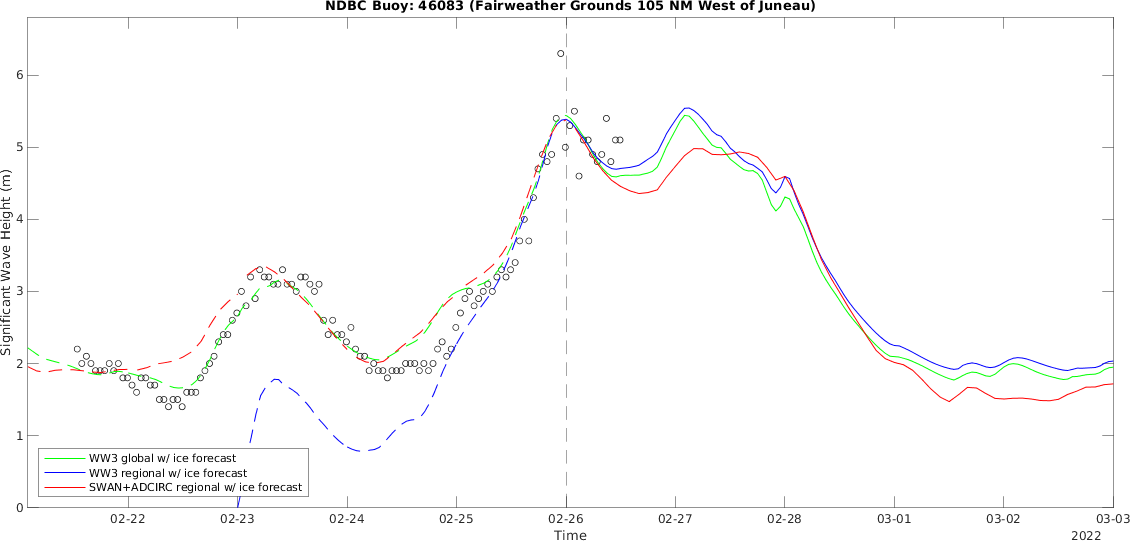 NDBC Buoy: 46083 (Fairweather Grounds 105 NM West of Juneau)
Significant Wave Height (m)
6
5
4
3
2
1
0
WW3 global w/ ice forecast
WW3 regional w/ ice forecast
SWAN+ADCIRC regional w/ ice forecast
02-22 02-23 02-24 02-25 02-26 02-27 02-28 03-01 03-02 03-03
Time
2022